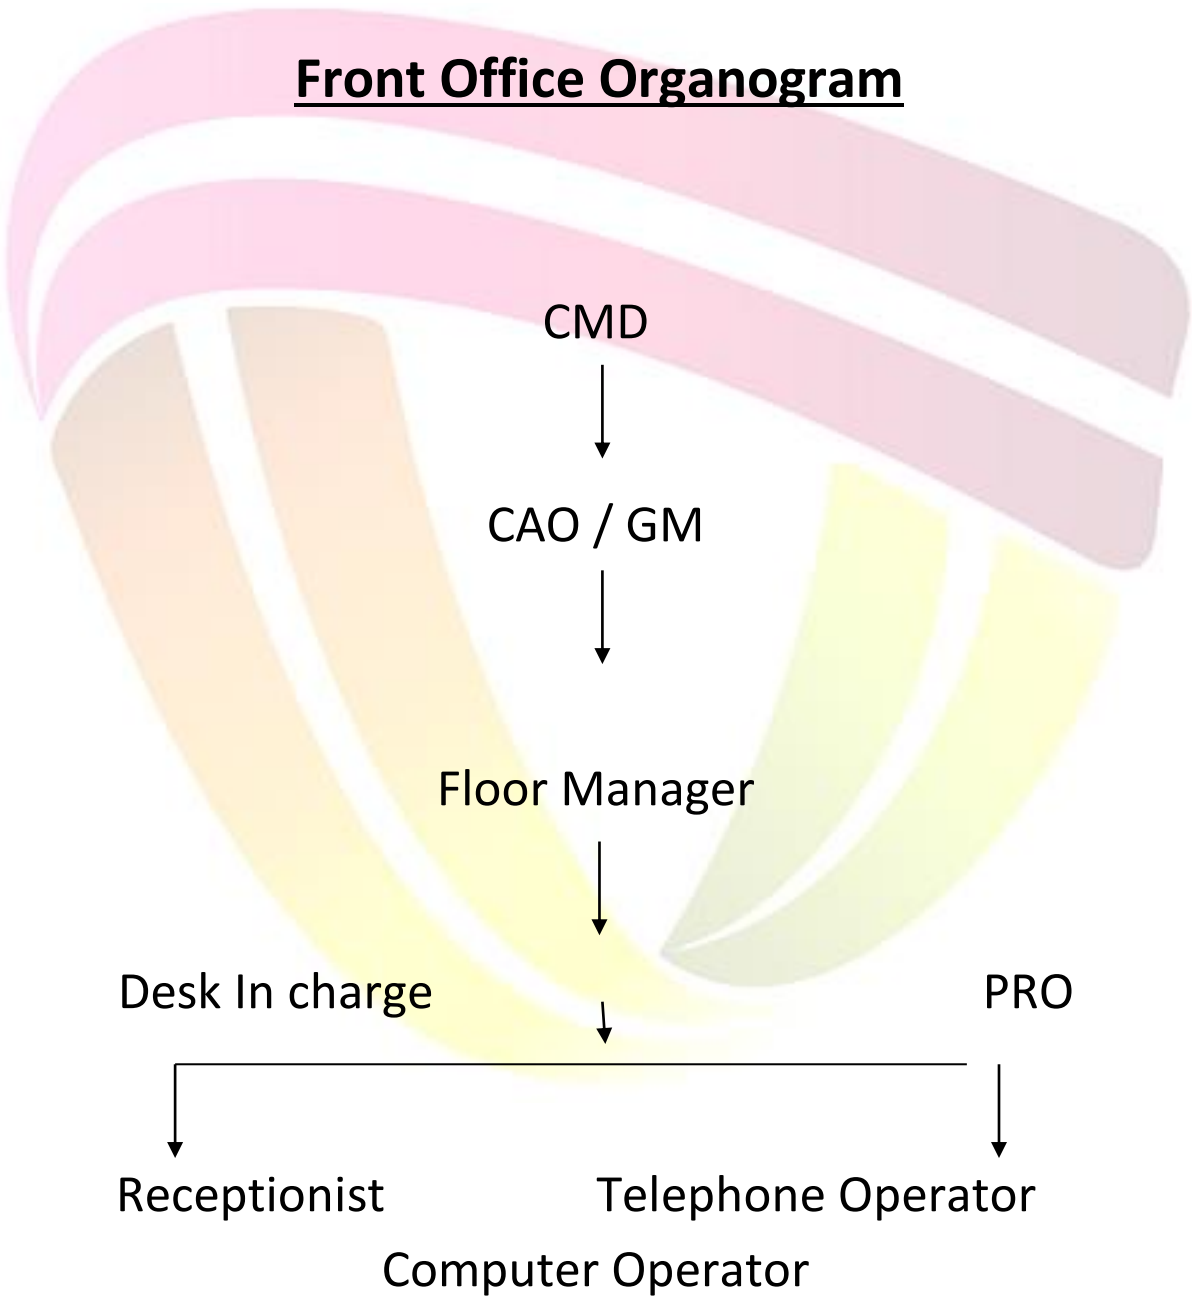 Front Office Organogram
CMD
CAO / GM
Floor Manager
Desk In charge PRO
Receptionist Telephone Operator
Computer Operator